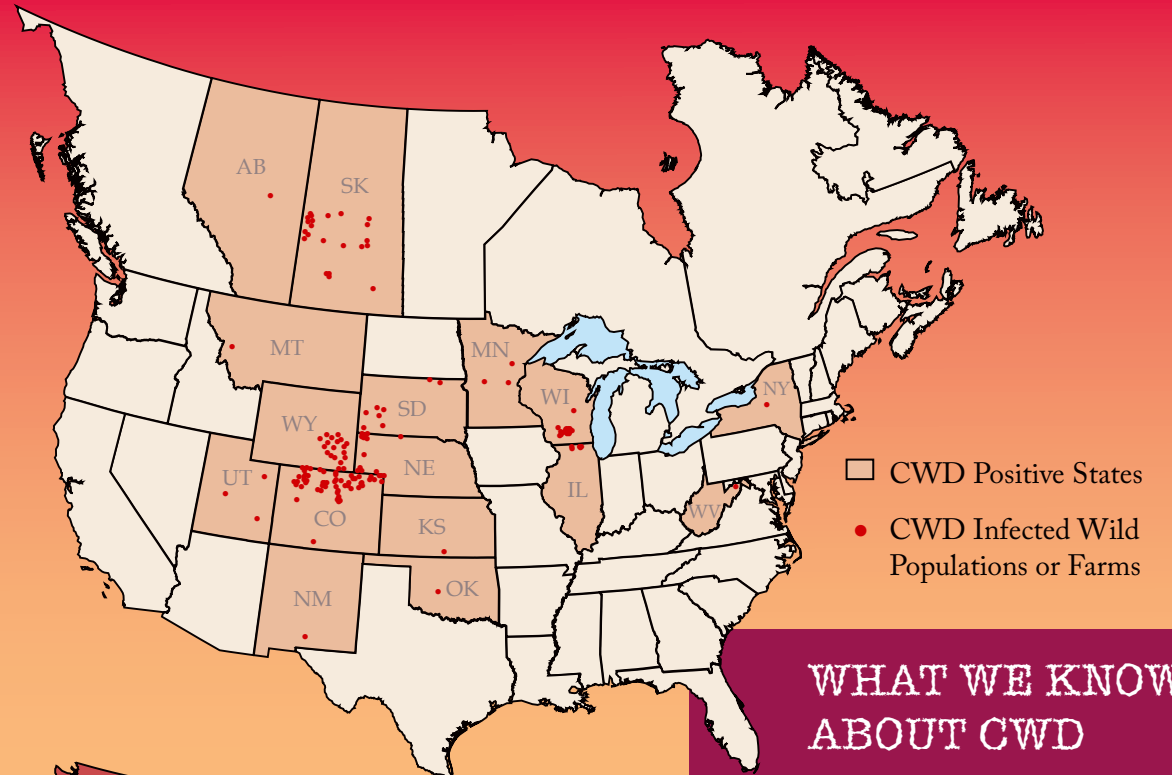 AB
SK
MT
MN
WI
NY
WY
SD
UT
NE
IL
CO
KS
WV
NM
OK
CWD Positive States
CWD Infected Wild
Populations or Farms
WHAT WE KNOW
ABOUT CWD